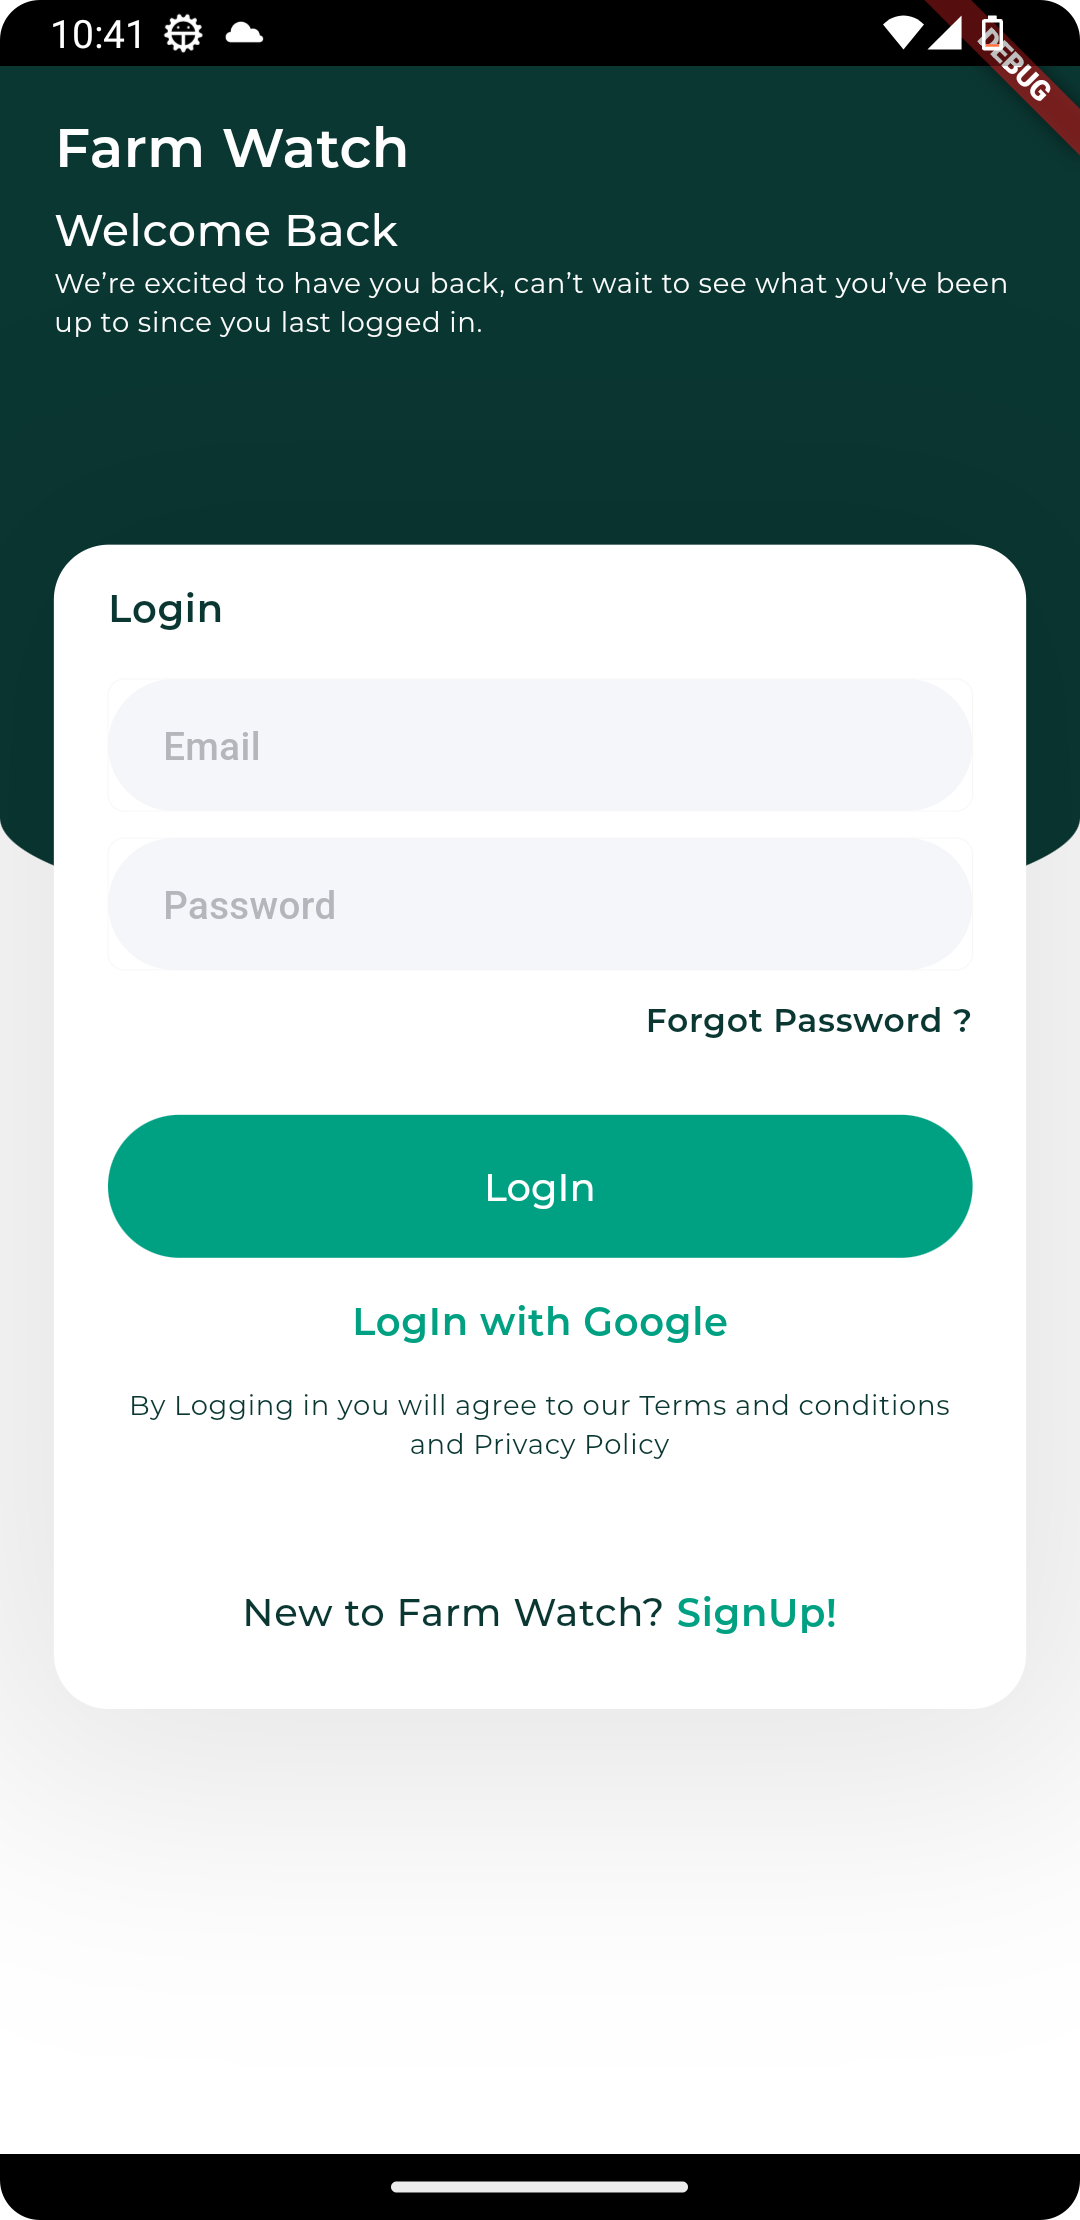 10:41
DEBUG
Farm Watch
Welcome Back
We’re excited to have you back, can’t wait to see what you’ve been
up to since you last logged in.
Login
Email
Password
Forgot Password ?
LogIn
LogIn with Google
By Logging in you will agree to our Terms and conditions
and Privacy Policy
New to Farm Watch? SignUp!